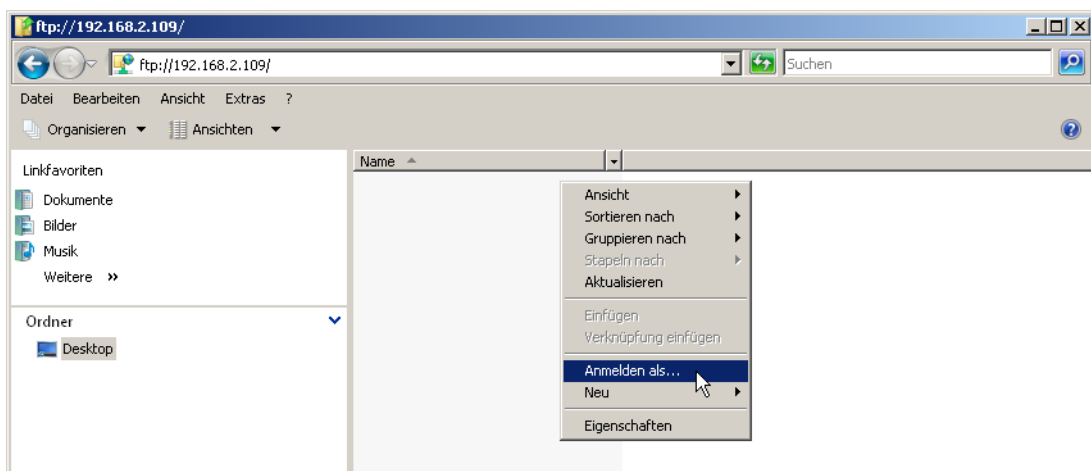 ftp://192.168.2.109/
ftp://192.168.2.109/
Suchen
Datei Bearbeiten Ansicht Extras ?
Organisieren Ansichten
Linkfavoriten
Dokumente
Bilder
Musik
Weitere »
Ordner
Desktop
Name
Ansicht
Sortieren nach
Gruppieren nach
Stapeln nach
Aktualisieren
Einfügen
Verknüpfung einfügen
Anmelden als...
Neu
Eigenschaften